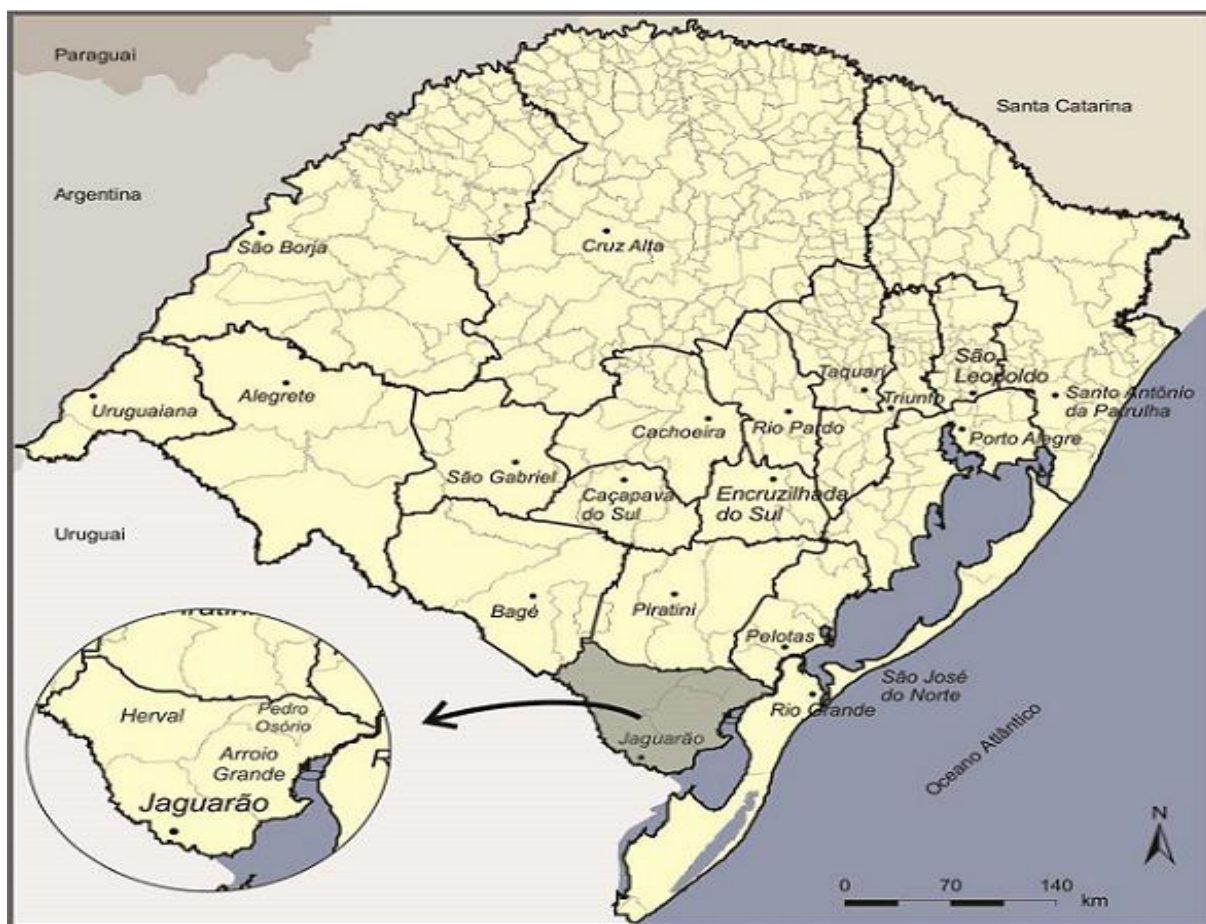 Paraguai
Santa Catarina
Argentina
São Borja
Cruz Alta
Uruguaiana
Alegrete
São Gabriel
Cachoeira
Rio Pardo
Taquari
Triunfo
São
Leopoldo
Santo Antônio
da Patrulha
Porto Alegre
Caçapava
do Sul
Encruzilhada
do Sul
Uruguai
Bagé
Piratini
Pelotas
São José
do Norte
Rio Grande
Jaguarão
Oceano Atlântico
Herval
Pedro
Osório
Arroio
Grande
Jaguarão
R
N
0 70 140
km